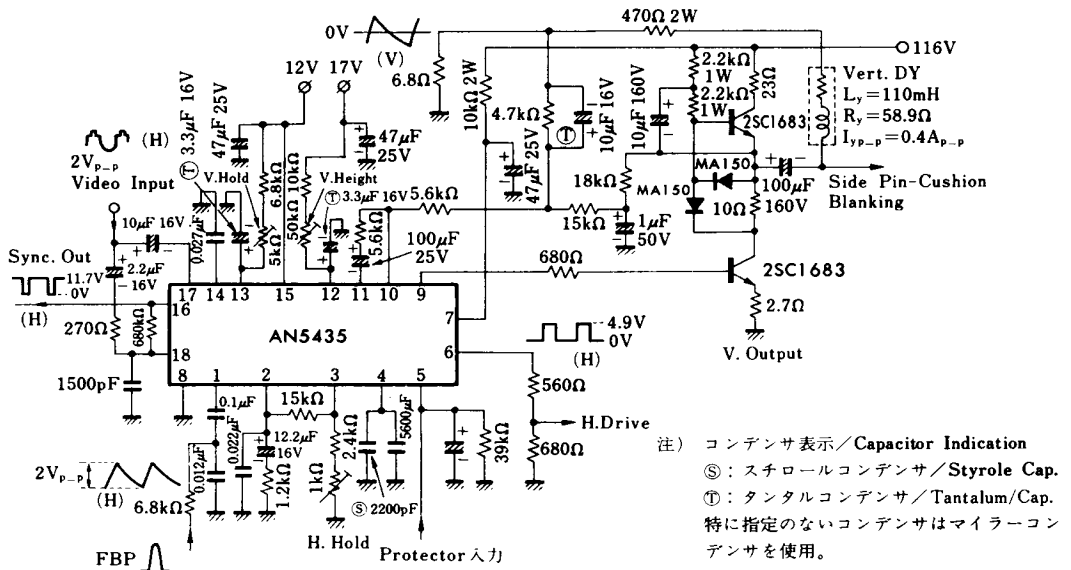 470Ω 2W
0V
(V)
116V
12V 17V
6.8Ω
10kΩ 2W
4.7kΩ
Ⓣ
10μF 16V
10μF 160V
2.2kΩ
1W
2.2kΩ
1W
23Ω
2SC1683
Vert. DY
Ly=110mH
Ry=58.9Ω
Iyp-p=0.4Ap-p
(H)
2Vp-p
Video Input
Ⓣ 3.3μF 16V
47μF 25V
47μF
25V
47μF 25V
V.Hold
6.8kΩ
5kΩ
10kΩ
V.Height
50kΩ
Ⓣ 3.3μF 16V
5.6kΩ
5.6kΩ
100μF
25V
18kΩ
15kΩ
1μF
50V
MA150
MA150
10Ω
100μF
160V
Side Pin-Cushion
Blanking
10μF 16V
0.027μF
Sync. Out
11.7V
0V
(H)
2.2μF
16V
680Ω
2SC1683
2.7Ω
V. Output
17 14 13 15 12 11 10 9
16
18
AN5435
7
6
8 1 2 3 4 5
270Ω
680kΩ
1500pF
4.9V
0V
(H)
560Ω
H.Drive
680Ω
0.1μF
0.012μF
0.022μF
15kΩ
12.2μF
16V
1.2kΩ
2.4kΩ
1kΩ
H. Hold
5600μF
Ⓢ 2200pF
39kΩ
Protector入力
2Vp-p
(H)
6.8kΩ
FBP
注) コンデンサ表示/Capacitor Indication
Ⓢ: スチロールコンデンサ/Styrole Cap.
Ⓣ: タンタルコンデンサ/Tantalum/Cap.
特に指定のないコンデンサはマイラーコン
デンサを使用。